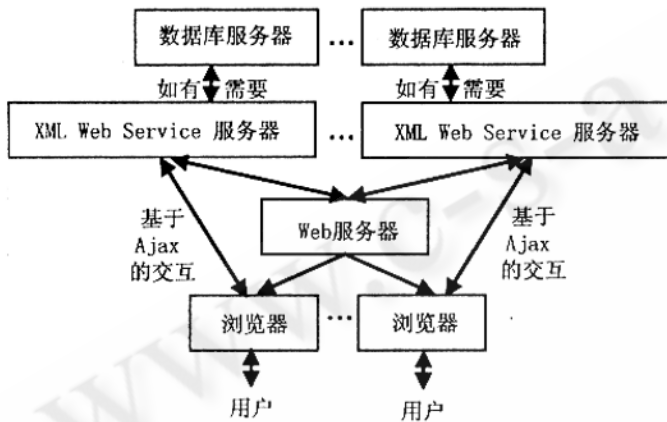 数据库服务器 … 数据库服务器
如有 需要 如有 需要
XML Web Service 服务器 … XML Web Service 服务器
基于
Ajax
的交互
Web服务器
基于
Ajax
的交互
浏览器 … 浏览器
用户 用户
www.c-s-a